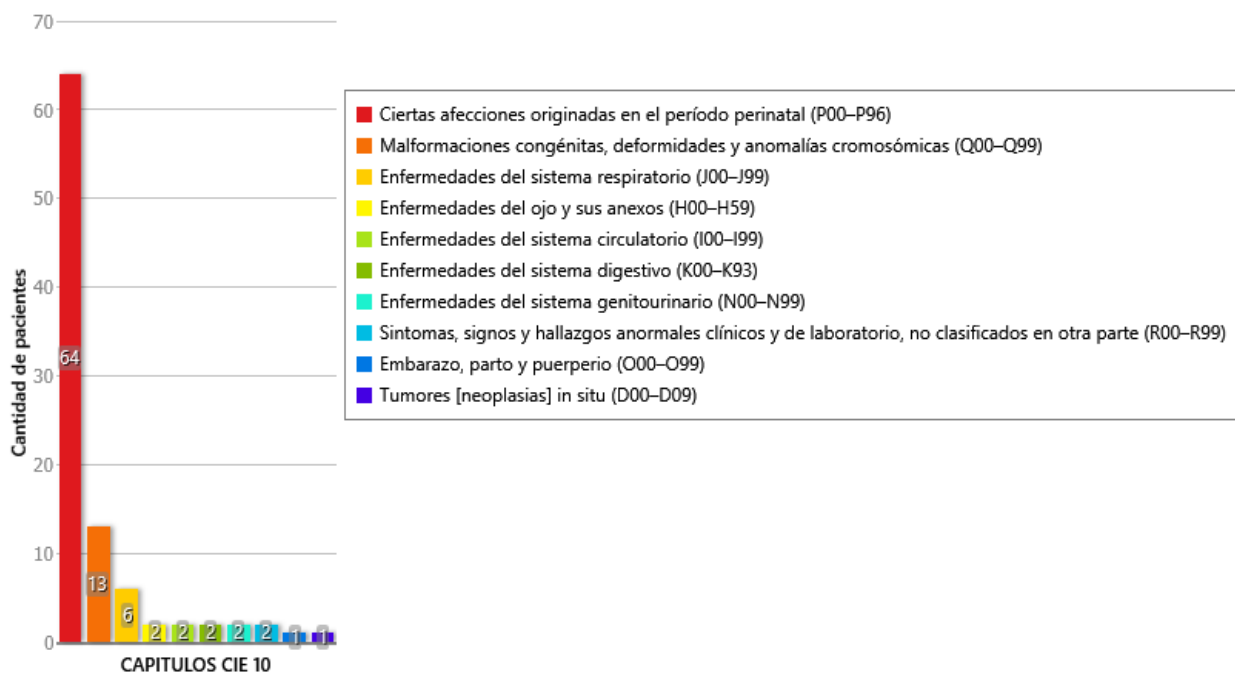 70
60
50
40
30
20
10
0
Cantidad de pacientes
64
13
6
2
2
2
2
2
1
1
CAPITULOS CIE 10
Ciertas afecciones originadas en el período perinatal (P00–P96)
Malformaciones congénitas, deformidades y anomalías cromosómicas (Q00–Q99)
Enfermedades del sistema respiratorio (J00–J99)
Enfermedades del ojo y sus anexos (H00–H59)
Enfermedades del sistema circulatorio (I00–I99)
Enfermedades del sistema digestivo (K00–K93)
Enfermedades del sistema genitourinario (N00–N99)
Sintomas, signos y hallazgos anormales clínicos y de laboratorio, no clasificados en otra parte (R00–R99)
Embarazo, parto y puerperio (O00–O99)
Tumores [neoplasias] in situ (D00–D09)